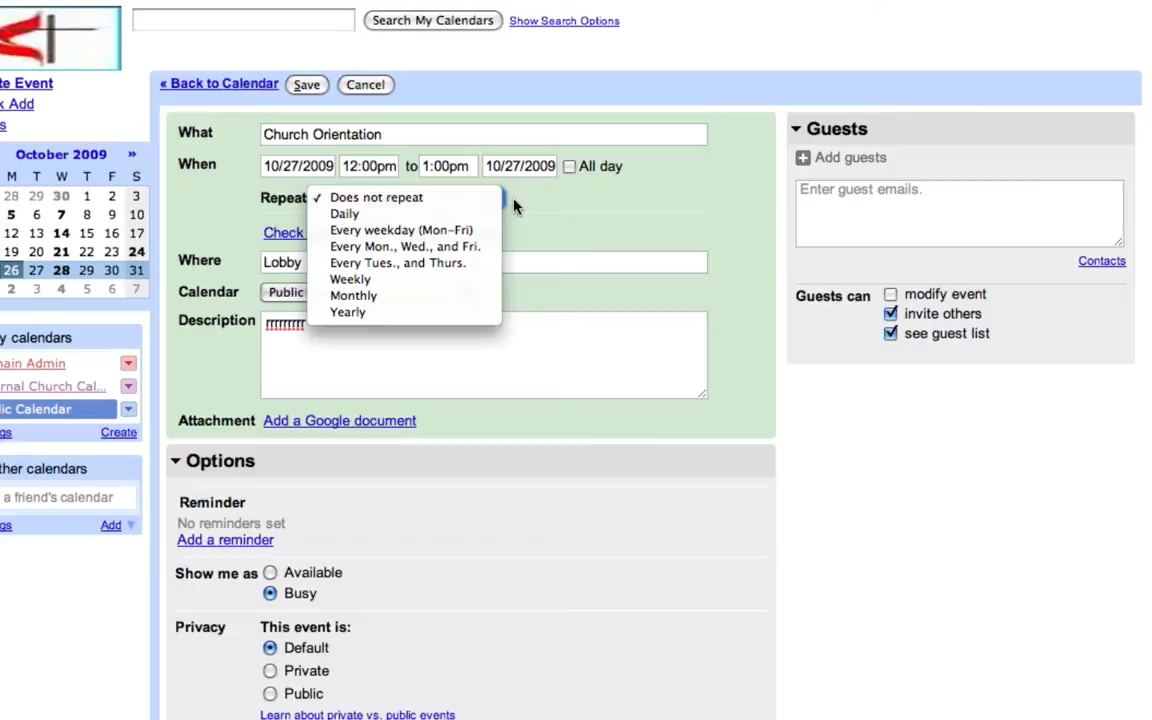 Search My Calendars Show Search Options
te Event
k Add
s
« Back to Calendar Save Cancel
October 2009 »
M T W T F S
28 29 30 1 2 3
5 6 7 8 9 10
12 13 14 15 16 17
19 20 21 22 23 24
26 27 28 29 30 31
2 3 4 5 6 7
y calendars
nain Admin
rnal Church Cal...
lic Calendar
gs Create
ther calendars
a friend's calendar
gs Add
What Church Orientation
When 10/27/2009 12:00pm to 1:00pm 10/27/2009 All day
Repeat
✓ Does not repeat
Daily
Every weekday (Mon–Fri)
Every Mon., Wed., and Fri.
Every Tues., and Thurs.
Weekly
Monthly
Yearly
Check
Where Lobby
Calendar Public
Description rrrrrrrrr
Attachment Add a Google document
Options
Reminder
No reminders set
Add a reminder
Show me as Available
Busy
Privacy This event is:
Default
Private
Public
Learn about private vs. public events
Guests
Add guests
Enter guest emails.
Contacts
Guests can modify event
invite others
see guest list